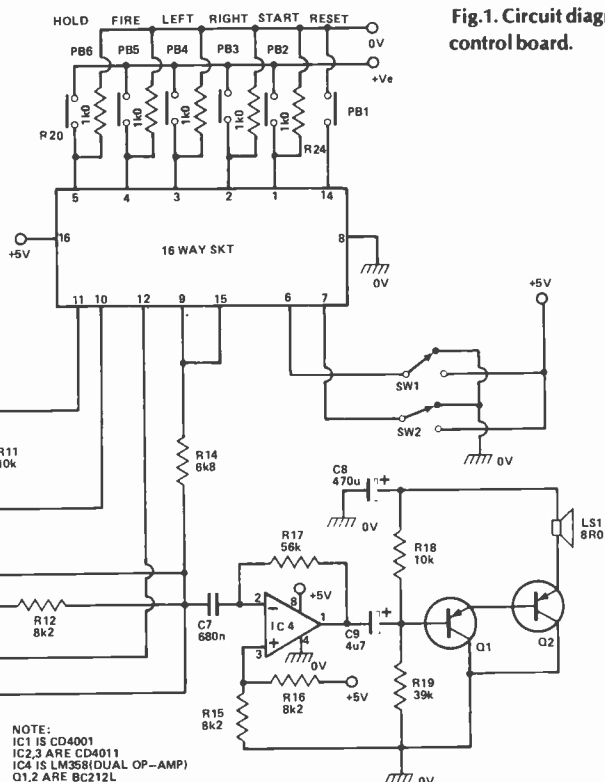 Fig.1. Circuit diagr
control board.
HOLD FIRE LEFT RIGHT START RESET
0V
PB6 PB5 PB4 PB3 PB2
+Ve
1k0 1k0 1k0 1k0 1k0
PB1
R20
R24
5 4 3 2 1 14
16 16 WAY SKT 8
+5V
0V
11 10 12 9 15 6 7
+5V
SW1
SW2
0V
R11
10k
R14
6k8
C8
470u
+
0V
LS1
8R0
R17
56k
R18
10k
+5V
R12
8k2
C7
680n
2
8
IC4
1
4
3
0V
C9
4u7
+
Q1
Q2
R16
8k2
+5V
R15
8k2
R19
39k
0V
NOTE:
IC1 IS CD4001
IC2,3 ARE CD4011
IC4 IS LM358(DUAL OP-AMP)
Q1,2 ARE BC212L